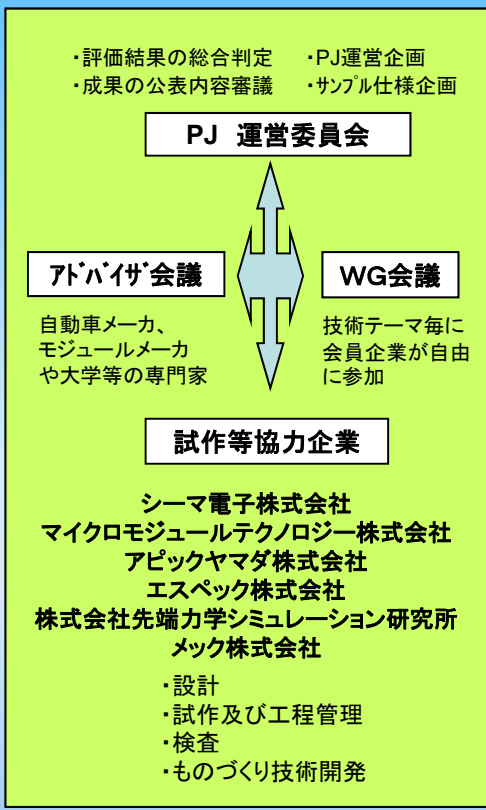 ・評価結果の総合判定 ・PJ運営企画
・成果の公表内容審議 ・ｻﾝﾌﾟﾙ仕様企画
PJ 運営委員会
ｱﾄﾞﾊﾞｲｻﾞ会議
自動車メーカ、
モジュールメーカ
や大学等の専門家
WG会議
技術テーマ毎に
会員企業が自由
に参加
試作等協力企業
シーマ電子株式会社
マイクロモジュールテクノロジー株式会社
アピックヤマダ株式会社
エスペック株式会社
株式会社先端力学シミュレーション研究所
メック株式会社
・設計
・試作及び工程管理
・検査
・ものづくり技術開発